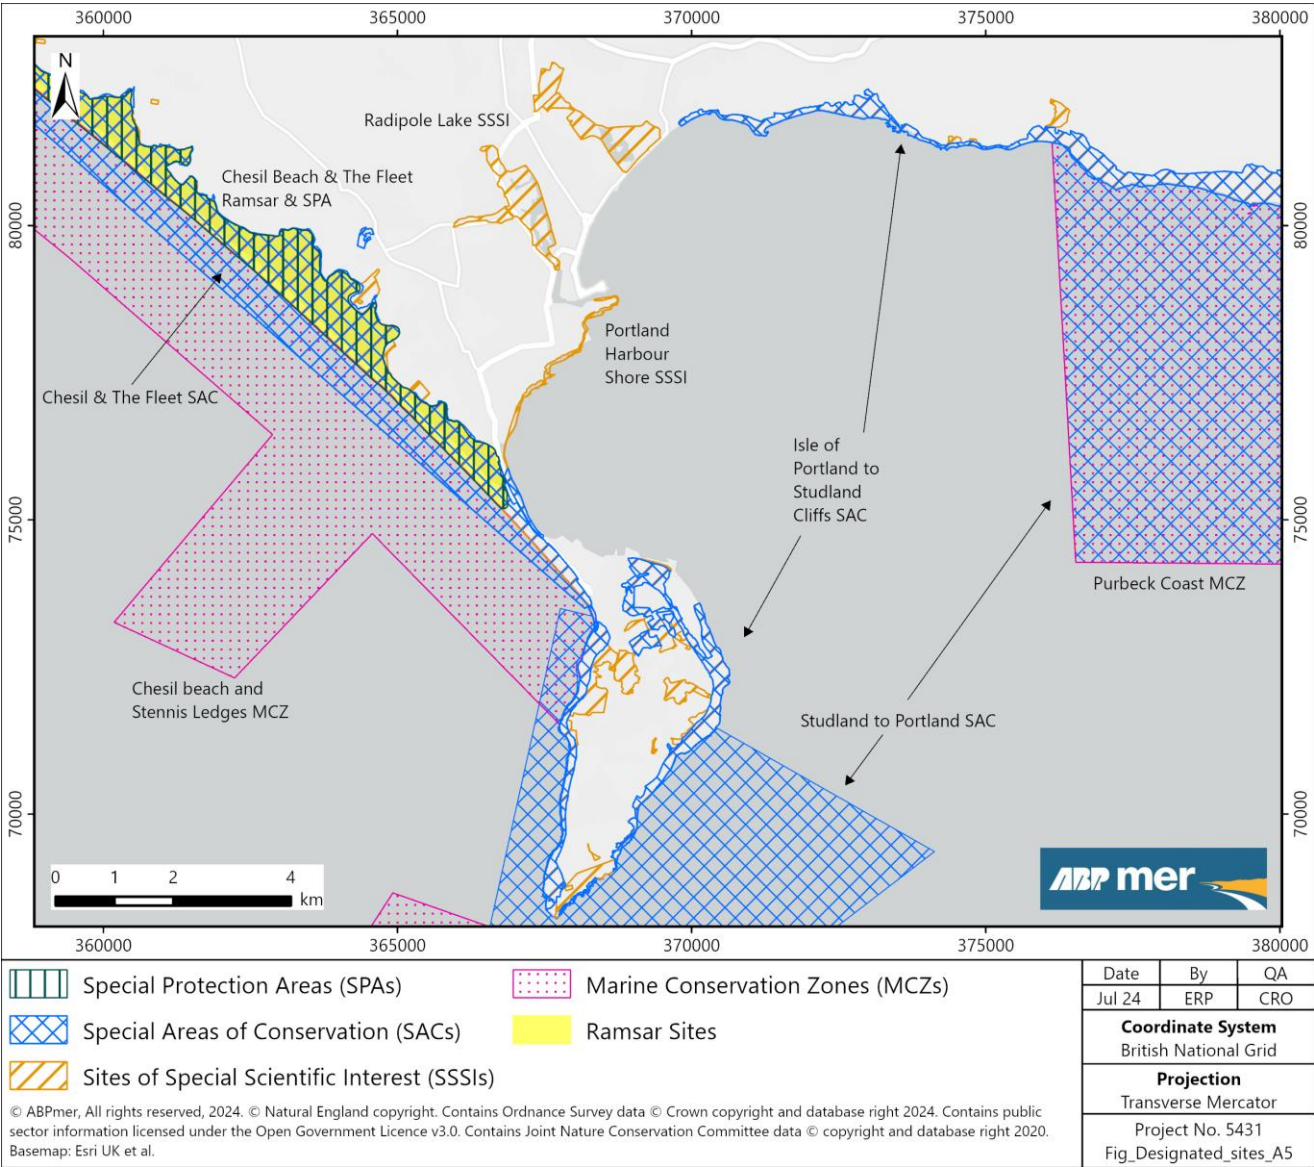 360000
365000
370000
375000
380000
N
Radipole Lake SSSI
Chesil Beach & The Fleet
Ramsar & SPA
80000
80000
Portland
Harbour
Shore SSSI
Chesil & The Fleet SAC
Isle of
Portland to
Studland
Cliffs SAC
75000
75000
Purbeck Coast MCZ
Chesil beach and
Stennis Ledges MCZ
Studland to Portland SAC
70000
70000
0 1 2 4
km
ABP mer
360000
365000
370000
375000
380000
Special Protection Areas (SPAs)
Marine Conservation Zones (MCZs)
Special Areas of Conservation (SACs)
Ramsar Sites
Sites of Special Scientific Interest (SSSIs)
© ABPmer, All rights reserved, 2024. © Natural England copyright. Contains Ordnance Survey data © Crown copyright and database right 2024. Contains public
sector information licensed under the Open Government Licence v3.0. Contains Joint Nature Conservation Committee data © copyright and database right 2020.
Basemap: Esri UK et al.
Date By QA
Jul 24 ERP CRO
Coordinate System
British National Grid
Projection
Transverse Mercator
Project No. 5431
Fig_Designated_sites_A5